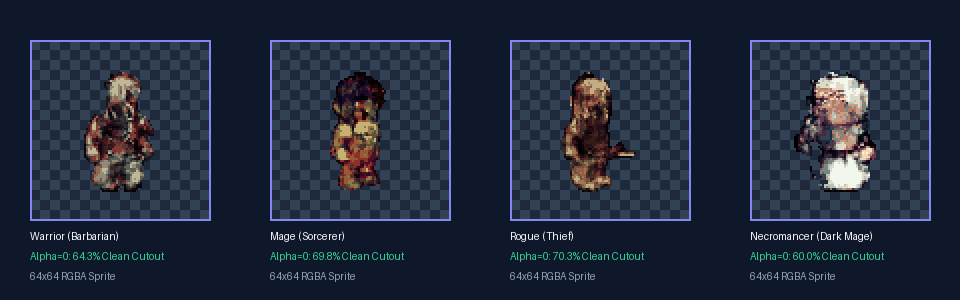 Warrior (Barbarian)
Alpha=0: 64.3% Clean Cutout
64x64 RGBA Sprite
Mage (Sorcerer)
Alpha=0: 69.8% Clean Cutout
64x64 RGBA Sprite
Rogue (Thief)
Alpha=0: 70.3% Clean Cutout
64x64 RGBA Sprite
Necromancer (Dark Mage)
Alpha=0: 60.0% Clean Cutout
64x64 RGBA Sprite